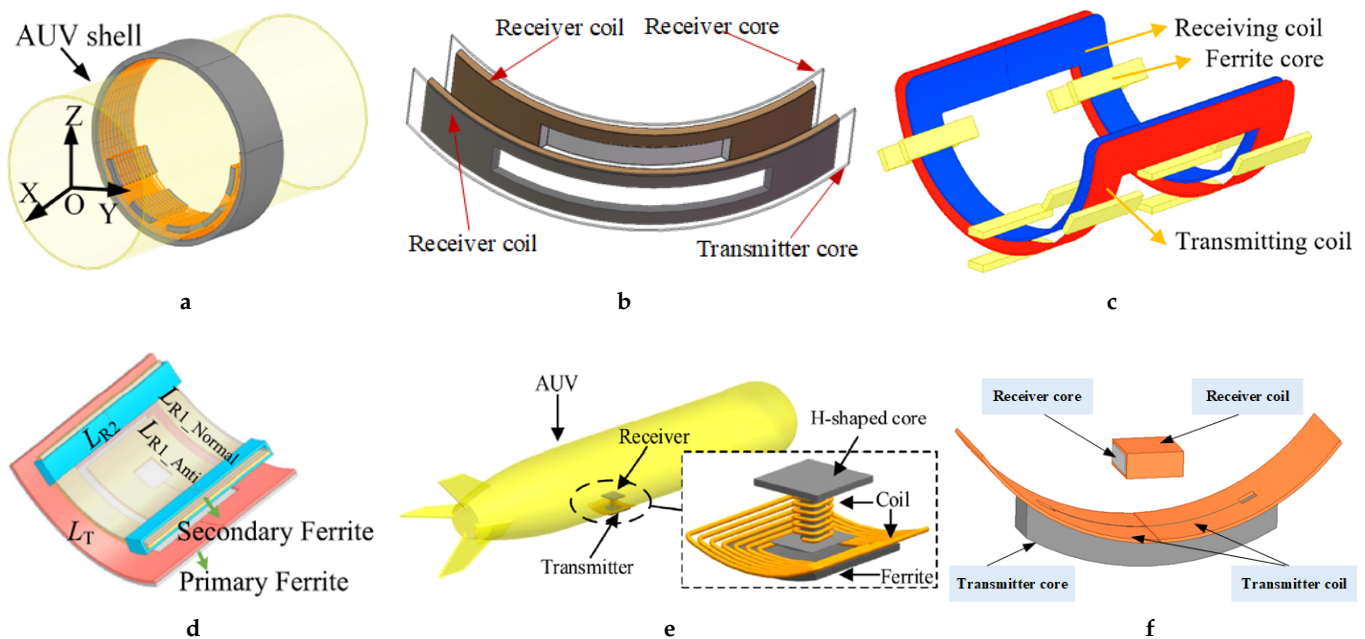 AUV shell
Z
X
O
Y
a
Receiver coil
Receiver core
Receiver coil
Transmitter core
b
Receiving coil
Ferrite core
Transmitting coil
c
LR2
LR1_Normal
LR1_Anti
LT
Secondary Ferrite
Primary Ferrite
d
AUV
Receiver
Transmitter
H-shaped core
Coil
Ferrite
e
Receiver core
Receiver coil
Transmitter core
Transmitter coil
f